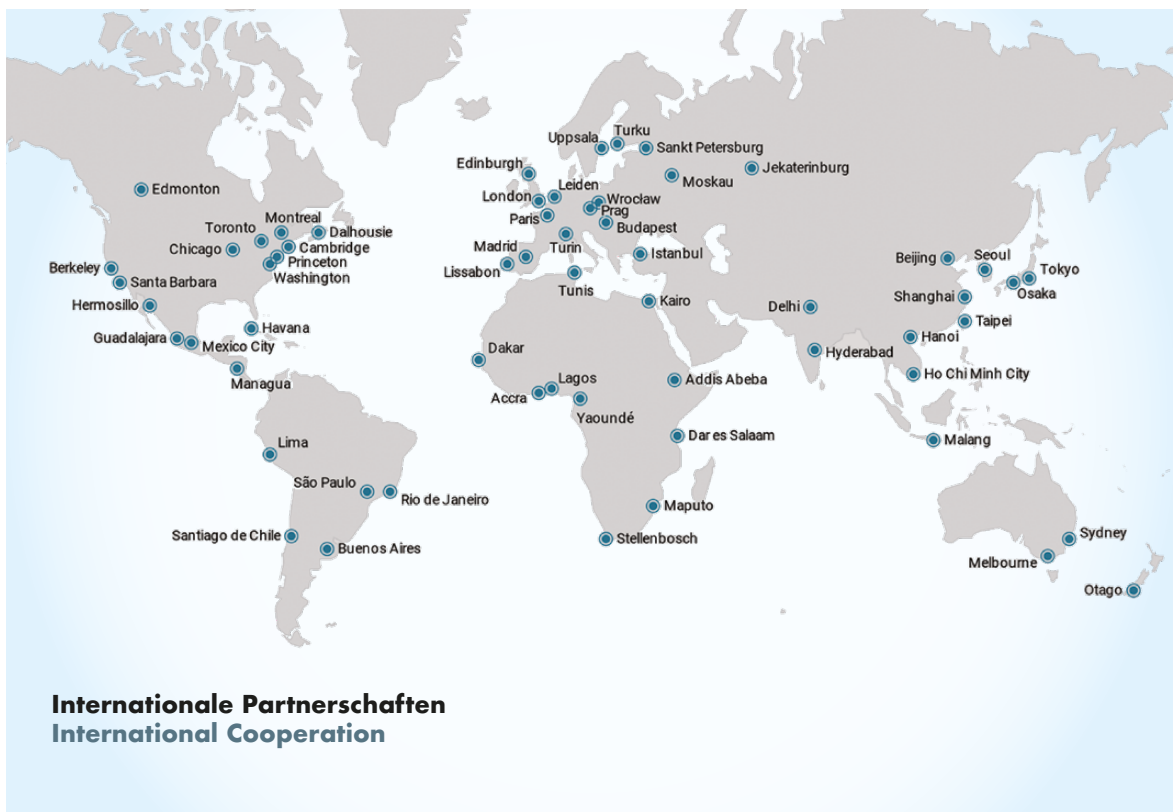 Uppsala
Turku
Sankt Petersburg
Edinburgh
Jekaterinburg
Moskau
Leiden
Edmonton
London
Wrocław
Prag
Paris
Montreal
Budapest
Toronto
Dalhousie
Chicago
Cambridge
Madrid
Turin
Istanbul
Princeton
Beijing
Seoul
Berkeley
Lissabon
Tokyo
Washington
Santa Barbara
Tunis
Osaka
Hermosillo
Kairo
Delhi
Shanghai
Taipei
Havana
Guadalajara
Mexico City
Hanoi
Dakar
Hyderabad
Managua
Lagos
Addis Abeba
Ho Chi Minh City
Accra
Yaoundé
Dar es Salaam
Malang
Lima
São Paulo
Rio de Janeiro
Maputo
Santiago de Chile
Stellenbosch
Sydney
Buenos Aires
Melbourne
Otago
Internationale Partnerschaften
International Cooperation